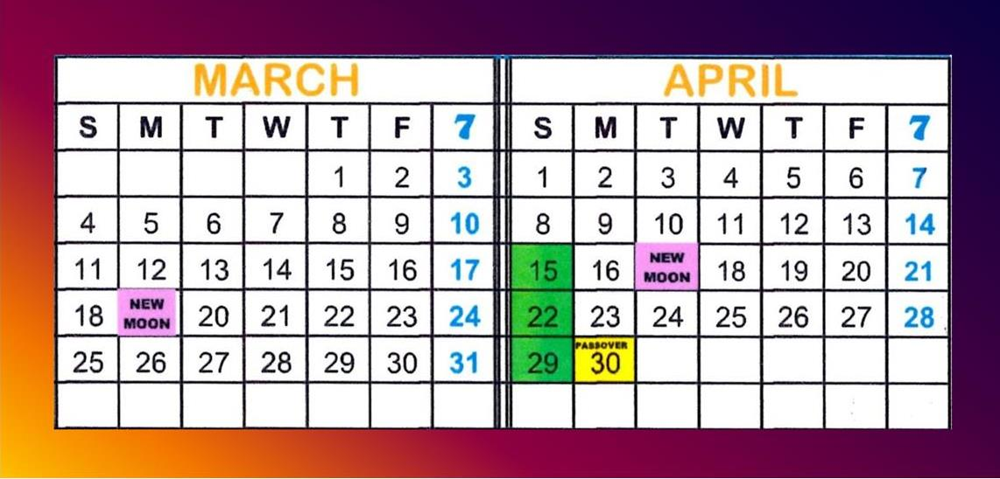 MARCH
S M T W T F 7
1 2 3
4 5 6 7 8 9 10
11 12 13 14 15 16 17
18 NEW MOON 20 21 22 23 24
25 26 27 28 29 30 31
APRIL
S M T W T F 7
1 2 3 4 5 6 7
8 9 10 11 12 13 14
15 16 NEW MOON 18 19 20 21
22 23 24 25 26 27 28
29 PASSOVER 30